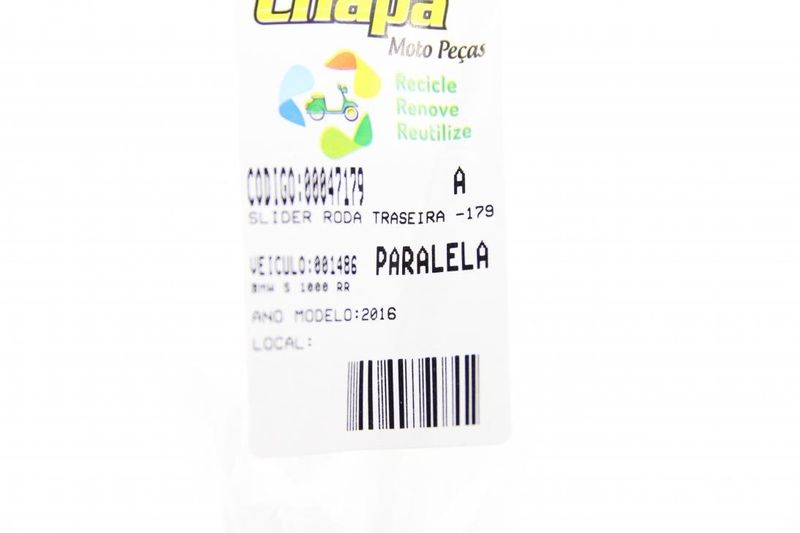 Chapa
Moto Peças
Recicle
Renove
Reutilize
CODIGO:00047179 A
SLIDER RODA TRASEIRA -179
VEICULO:001486 PARALELA
BMW S 1000 RR
ANO MODELO:2016
LOCAL: